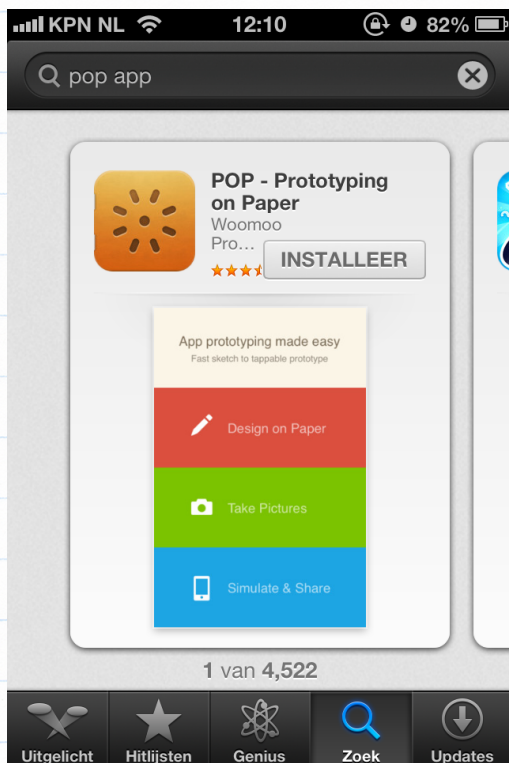 KPN NL 12:10 82%
pop app
POP - Prototyping
on Paper
Woomoo
Pro...
INSTALLEER
App prototyping made easy
Fast sketch to tappable prototype
Design on Paper
Take Pictures
Simulate & Share
1 van 4,522
Uitgelicht Hitlijsten Genius Zoek Updates